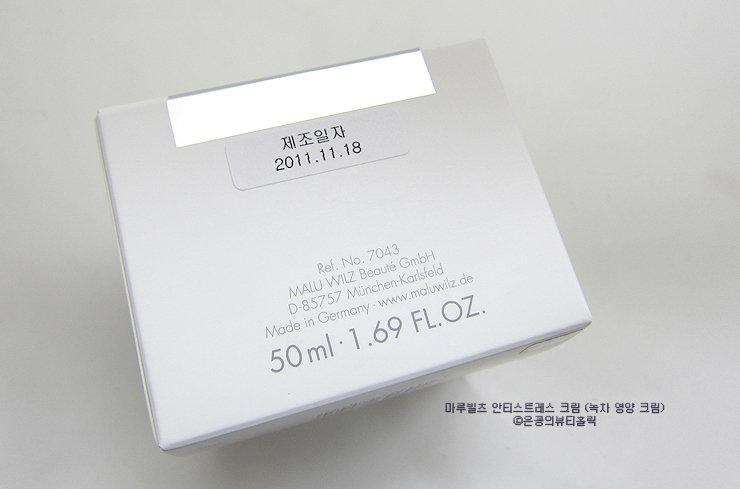 제조일자
2011.11.18
Ref. No. 7043
MALU WILZ Beauté GmbH
D-85757 München-Karlsfeld
Made in Germany · www.maluwilz.de
50 ml · 1.69 FL.OZ.
마루빌츠 안티스트레스 크림 (녹차 영양 크림)
©은콩의뷰티홀릭